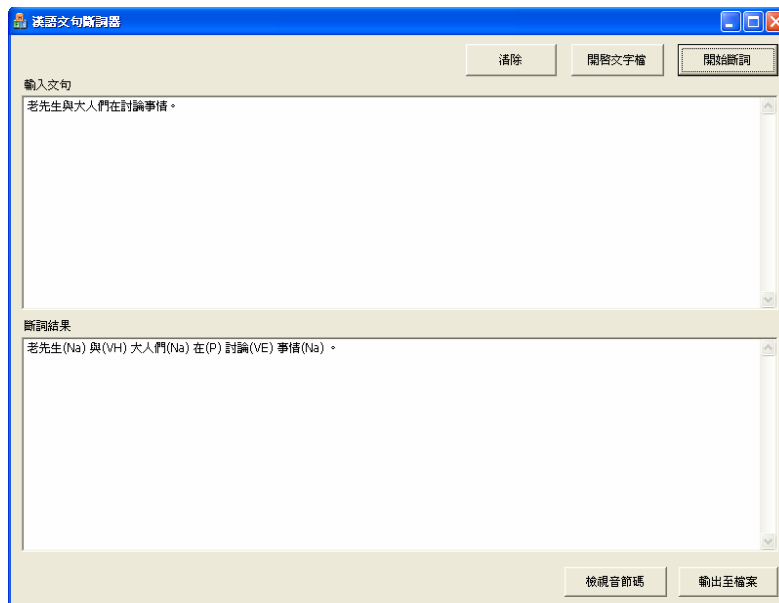 漢語文句斷詞器
清除 開啓文字檔 開始斷詞
輸入文句
老先生與大人們在討論事情。
斷詞結果
老先生(Na) 與(VH) 大人們(Na) 在(P) 討論(VE) 事情(Na) 。
檢視音節碼 輸出至檔案